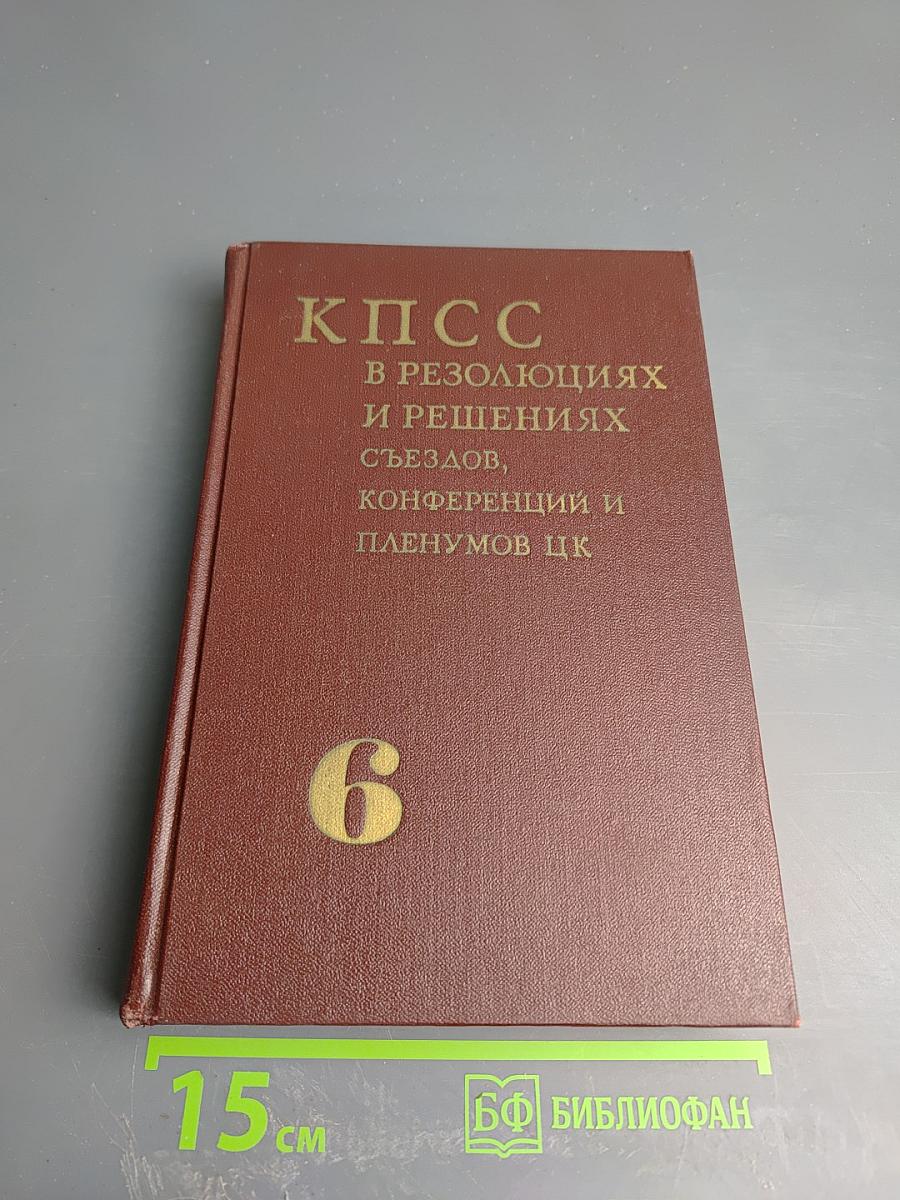 КПСС
В РЕЗОЛЮЦИЯХ
И РЕШЕНИЯХ
СЪЕЗДОВ,
КОНФЕРЕНЦИЙ И
ПЛЕНУМОВ ЦК
6
15 см
БФ БИБЛИОФАН